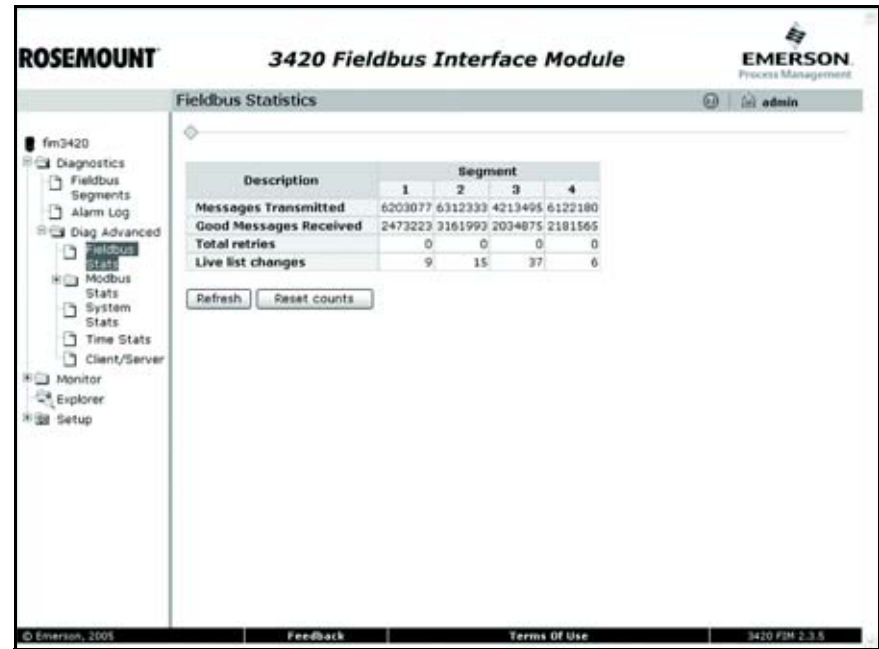 ROSEMOUNT
3420 Fieldbus Interface Module
EMERSON.
Process Management
Fieldbus Statistics
admin
fim3420
Diagnostics
Fieldbus
Segments
Alarm Log
Diag Advanced
Fieldbus
Stats
Modbus
Stats
System
Stats
Time Stats
Client/Server
Monitor
Explorer
Setup
Description Segment
1 2 3 4
Messages Transmitted 6203077 6312333 4213495 6122180
Good Messages Received 2473223 3161993 2034875 2181565
Total retries 0 0 0 0
Live list changes 9 15 37 6
Refresh Reset counts
© Emerson, 2005 Feedback Terms Of Use 3420 FIM 2.3.5